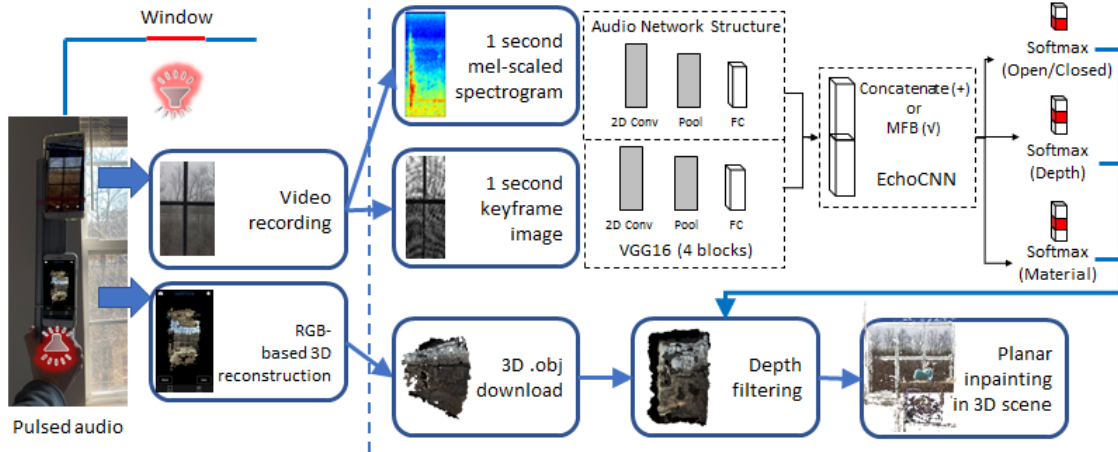 Window
Pulsed audio
Video
recording
RGB-
based 3D
reconstruction
1 second
mel-scaled
spectrogram
1 second
keyframe
image
Audio Network Structure
2D Conv
Pool
FC
2D Conv
Pool
FC
VGG16 (4 blocks)
Concatenate (+)
or
MFB (√)
EchoCNN
Softmax
(Open/Closed)
Softmax
(Depth)
Softmax
(Material)
3D .obj
download
Depth
filtering
Planar
inpainting
in 3D scene